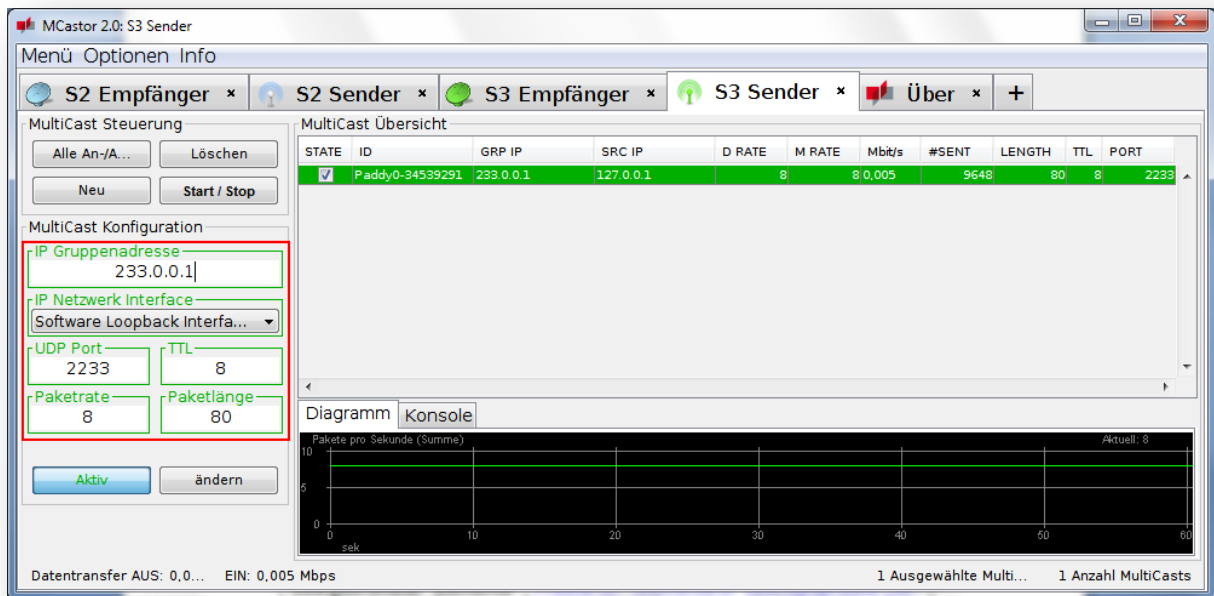 MCastor 2.0: S3 Sender
Menü Optionen Info
S2 Empfänger × S2 Sender × S3 Empfänger × S3 Sender × Über × +
MultiCast Steuerung
Alle An-/A... Löschen
Neu Start / Stop
MultiCast Konfiguration
IP Gruppenadresse
233.0.0.1
IP Netzwerk Interface
Software Loopback Interfa...
UDP Port TTL
2233 8
Paketrate Paketlänge
8 80
Aktiv ändern
MultiCast Übersicht
STATE ID GRP IP SRC IP D RATE M RATE Mbit/s #SENT LENGTH TTL PORT
Paddy0-34539291 233.0.0.1 127.0.0.1 8 8 0,005 9648 80 8 2233
Diagramm Konsole
Pakete pro Sekunde (Summe) Aktuell: 8
10
5
0
0 10 20 30 40 50 60
sek
Datentransfer AUS: 0,0... EIN: 0,005 Mbps 1 Ausgewählte Multi... 1 Anzahl MultiCasts